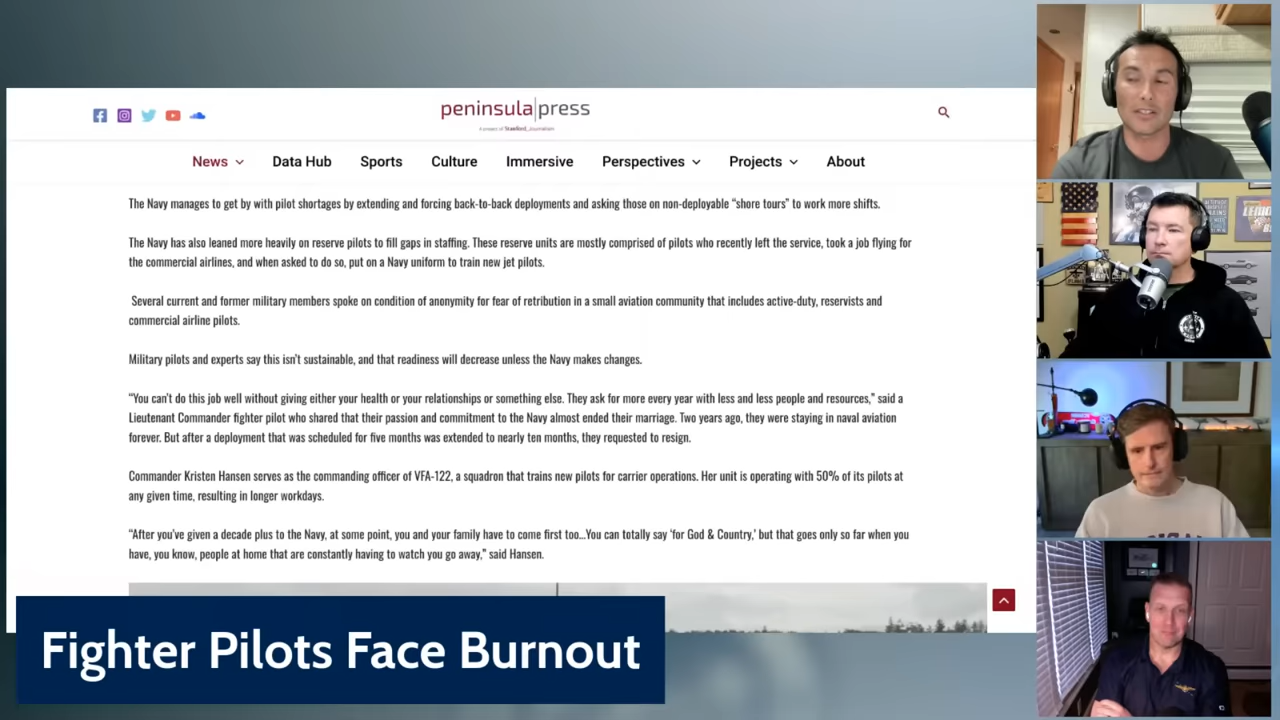 peninsula|press
A project of Stanford Journalism
News
Data Hub
Sports
Culture
Immersive
Perspectives
Projects
About
The Navy manages to get by with pilot shortages by extending and forcing back-to-back deployments and asking those on non-deployable “shore tours” to work more shifts.
The Navy has also leaned more heavily on reserve pilots to fill gaps in staffing. These reserve units are mostly comprised of pilots who recently left the service, took a job flying for
the commercial airlines, and when asked to do so, put on a Navy uniform to train new jet pilots.
Several current and former military members spoke on condition of anonymity for fear of retribution in a small aviation community that includes active-duty, reservists and
commercial airline pilots.
Military pilots and experts say this isn’t sustainable, and that readiness will decrease unless the Navy makes changes.
“You can’t do this job well without giving either your health or your relationships or something else. They ask for more every year with less and less people and resources,” said a
Lieutenant Commander fighter pilot who shared that their passion and commitment to the Navy almost ended their marriage. Two years ago, they were staying in naval aviation
forever. But after a deployment that was scheduled for five months was extended to nearly ten months, they requested to resign.
Commander Kristen Hansen serves as the commanding officer of VFA-122, a squadron that trains new pilots for carrier operations. Her unit is operating with 50% of its pilots at
any given time, resulting in longer workdays.
“After you’ve given a decade plus to the Navy, at some point, you and your family have to come first too...You can totally say ‘for God & Country,’ but that goes only so far when you
have, you know, people at home that are constantly having to watch you go away,” said Hansen.
Fighter Pilots Face Burnout